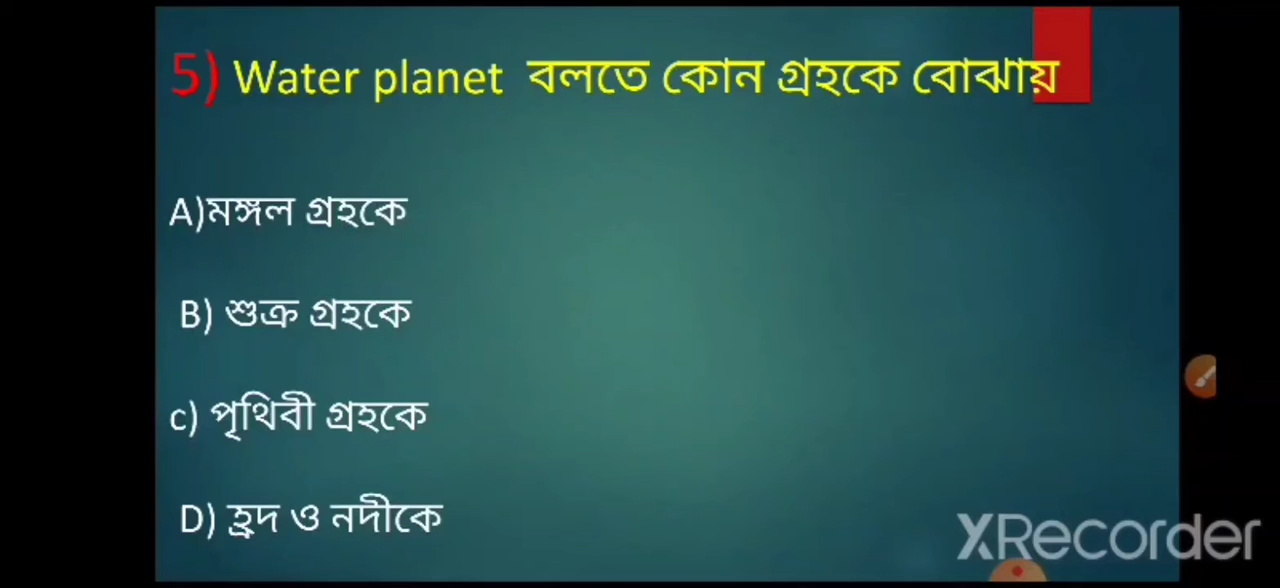 5) Water planet বলতে কোন গ্রহকে বোঝায়
A)মঙ্গল গ্রহকে
B) শুক্র গ্রহকে
c) পৃথিবী গ্রহকে
D) হ্রদ ও নদীকে
XRecorder